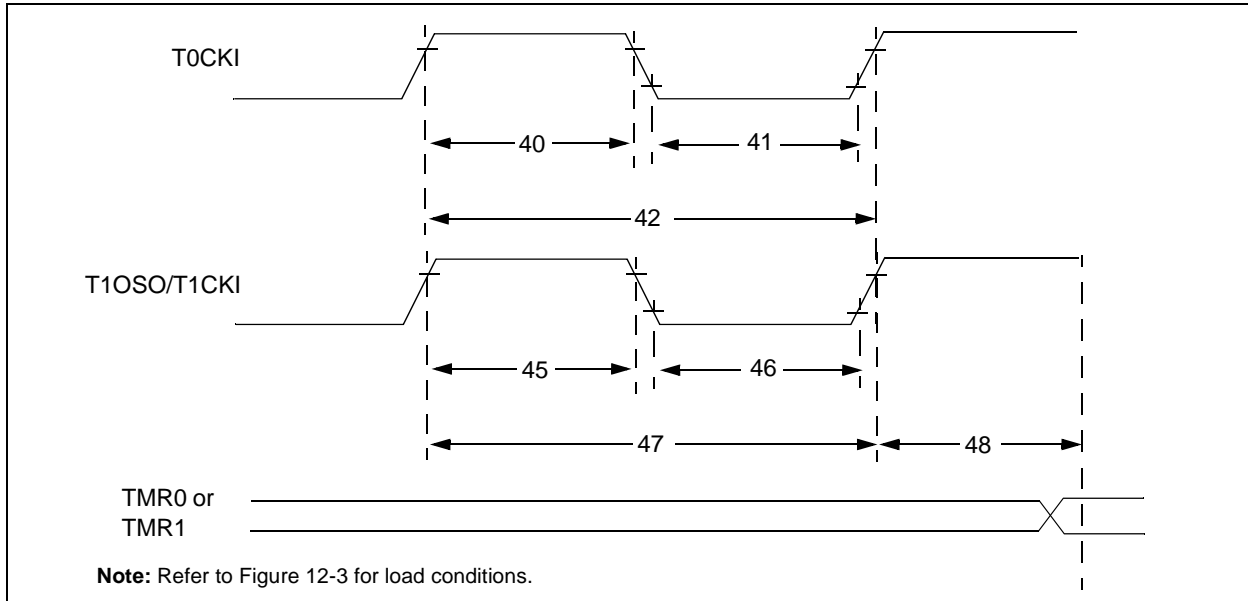 T0CKI
40
41
42
T1OSO/T1CKI
45
46
47
48
TMR0 or
TMR1
Note: Refer to Figure 12-3 for load conditions.